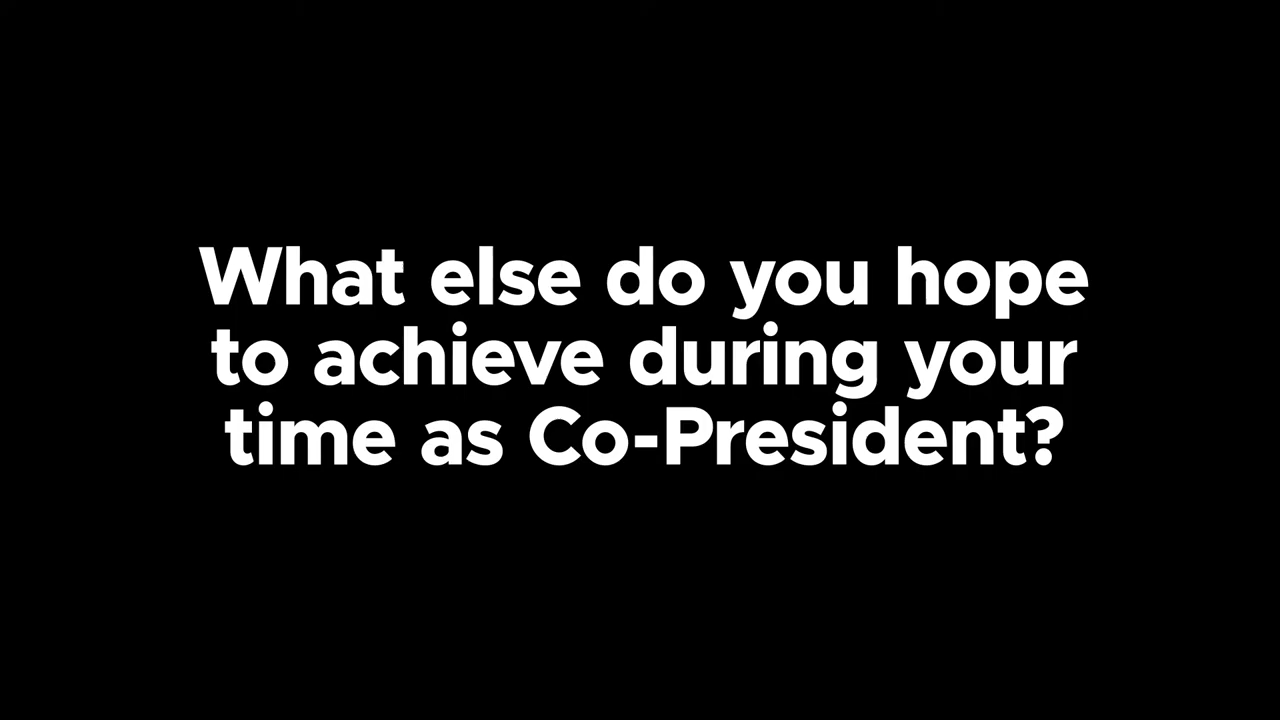 What else do you hope
to achieve during your
time as Co-President?